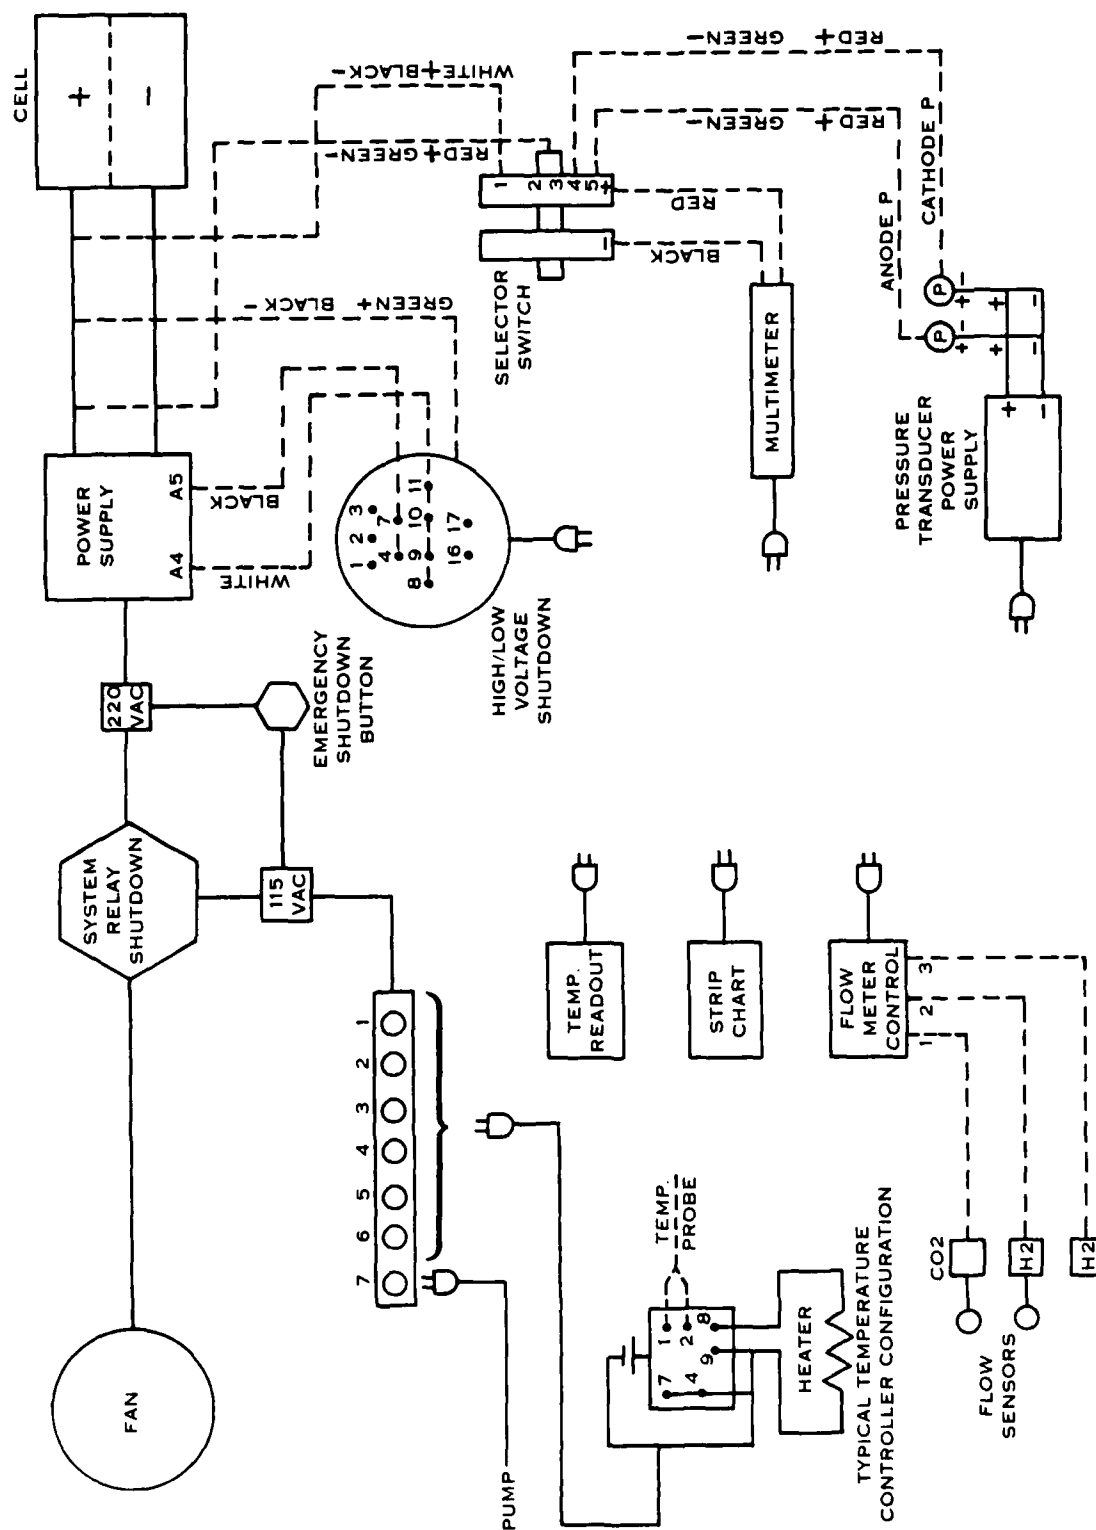 CELL
+
-
POWER
SUPPLY
A4 A5
220
VAC
SYSTEM
RELAY
SHUTDOWN
FAN
115
VAC
EMERGENCY
SHUTDOWN
BUTTON
WHITE
BLACK
GREEN+ BLACK-
RED+GREEN-
WHITE+BLACK-
7 6 5 4 3 2 1
1 2 3
4 7
8 9 10 11
16 17
HIGH/LOW
VOLTAGE
SHUTDOWN
SELECTOR
SWITCH
-
1
2
3
4
5
+
BLACK
RED
RED+ GREEN-
RED+ GREEN-
PUMP
TEMP.
READOUT
STRIP
CHART
FLOW
METER
CONTROL
1 2 3
MULTIMETER
TEMP.
PROBE
7 1
4 2
9 8
HEATER
TYPICAL TEMPERATURE
CONTROLLER CONFIGURATION
ANODE P
CATHODE P
P P
+ - + -
+ +
- -
PRESSURE
TRANSDUCER
POWER
SUPPLY
+
-
CO2
H2
H2
FLOW
SENSORS